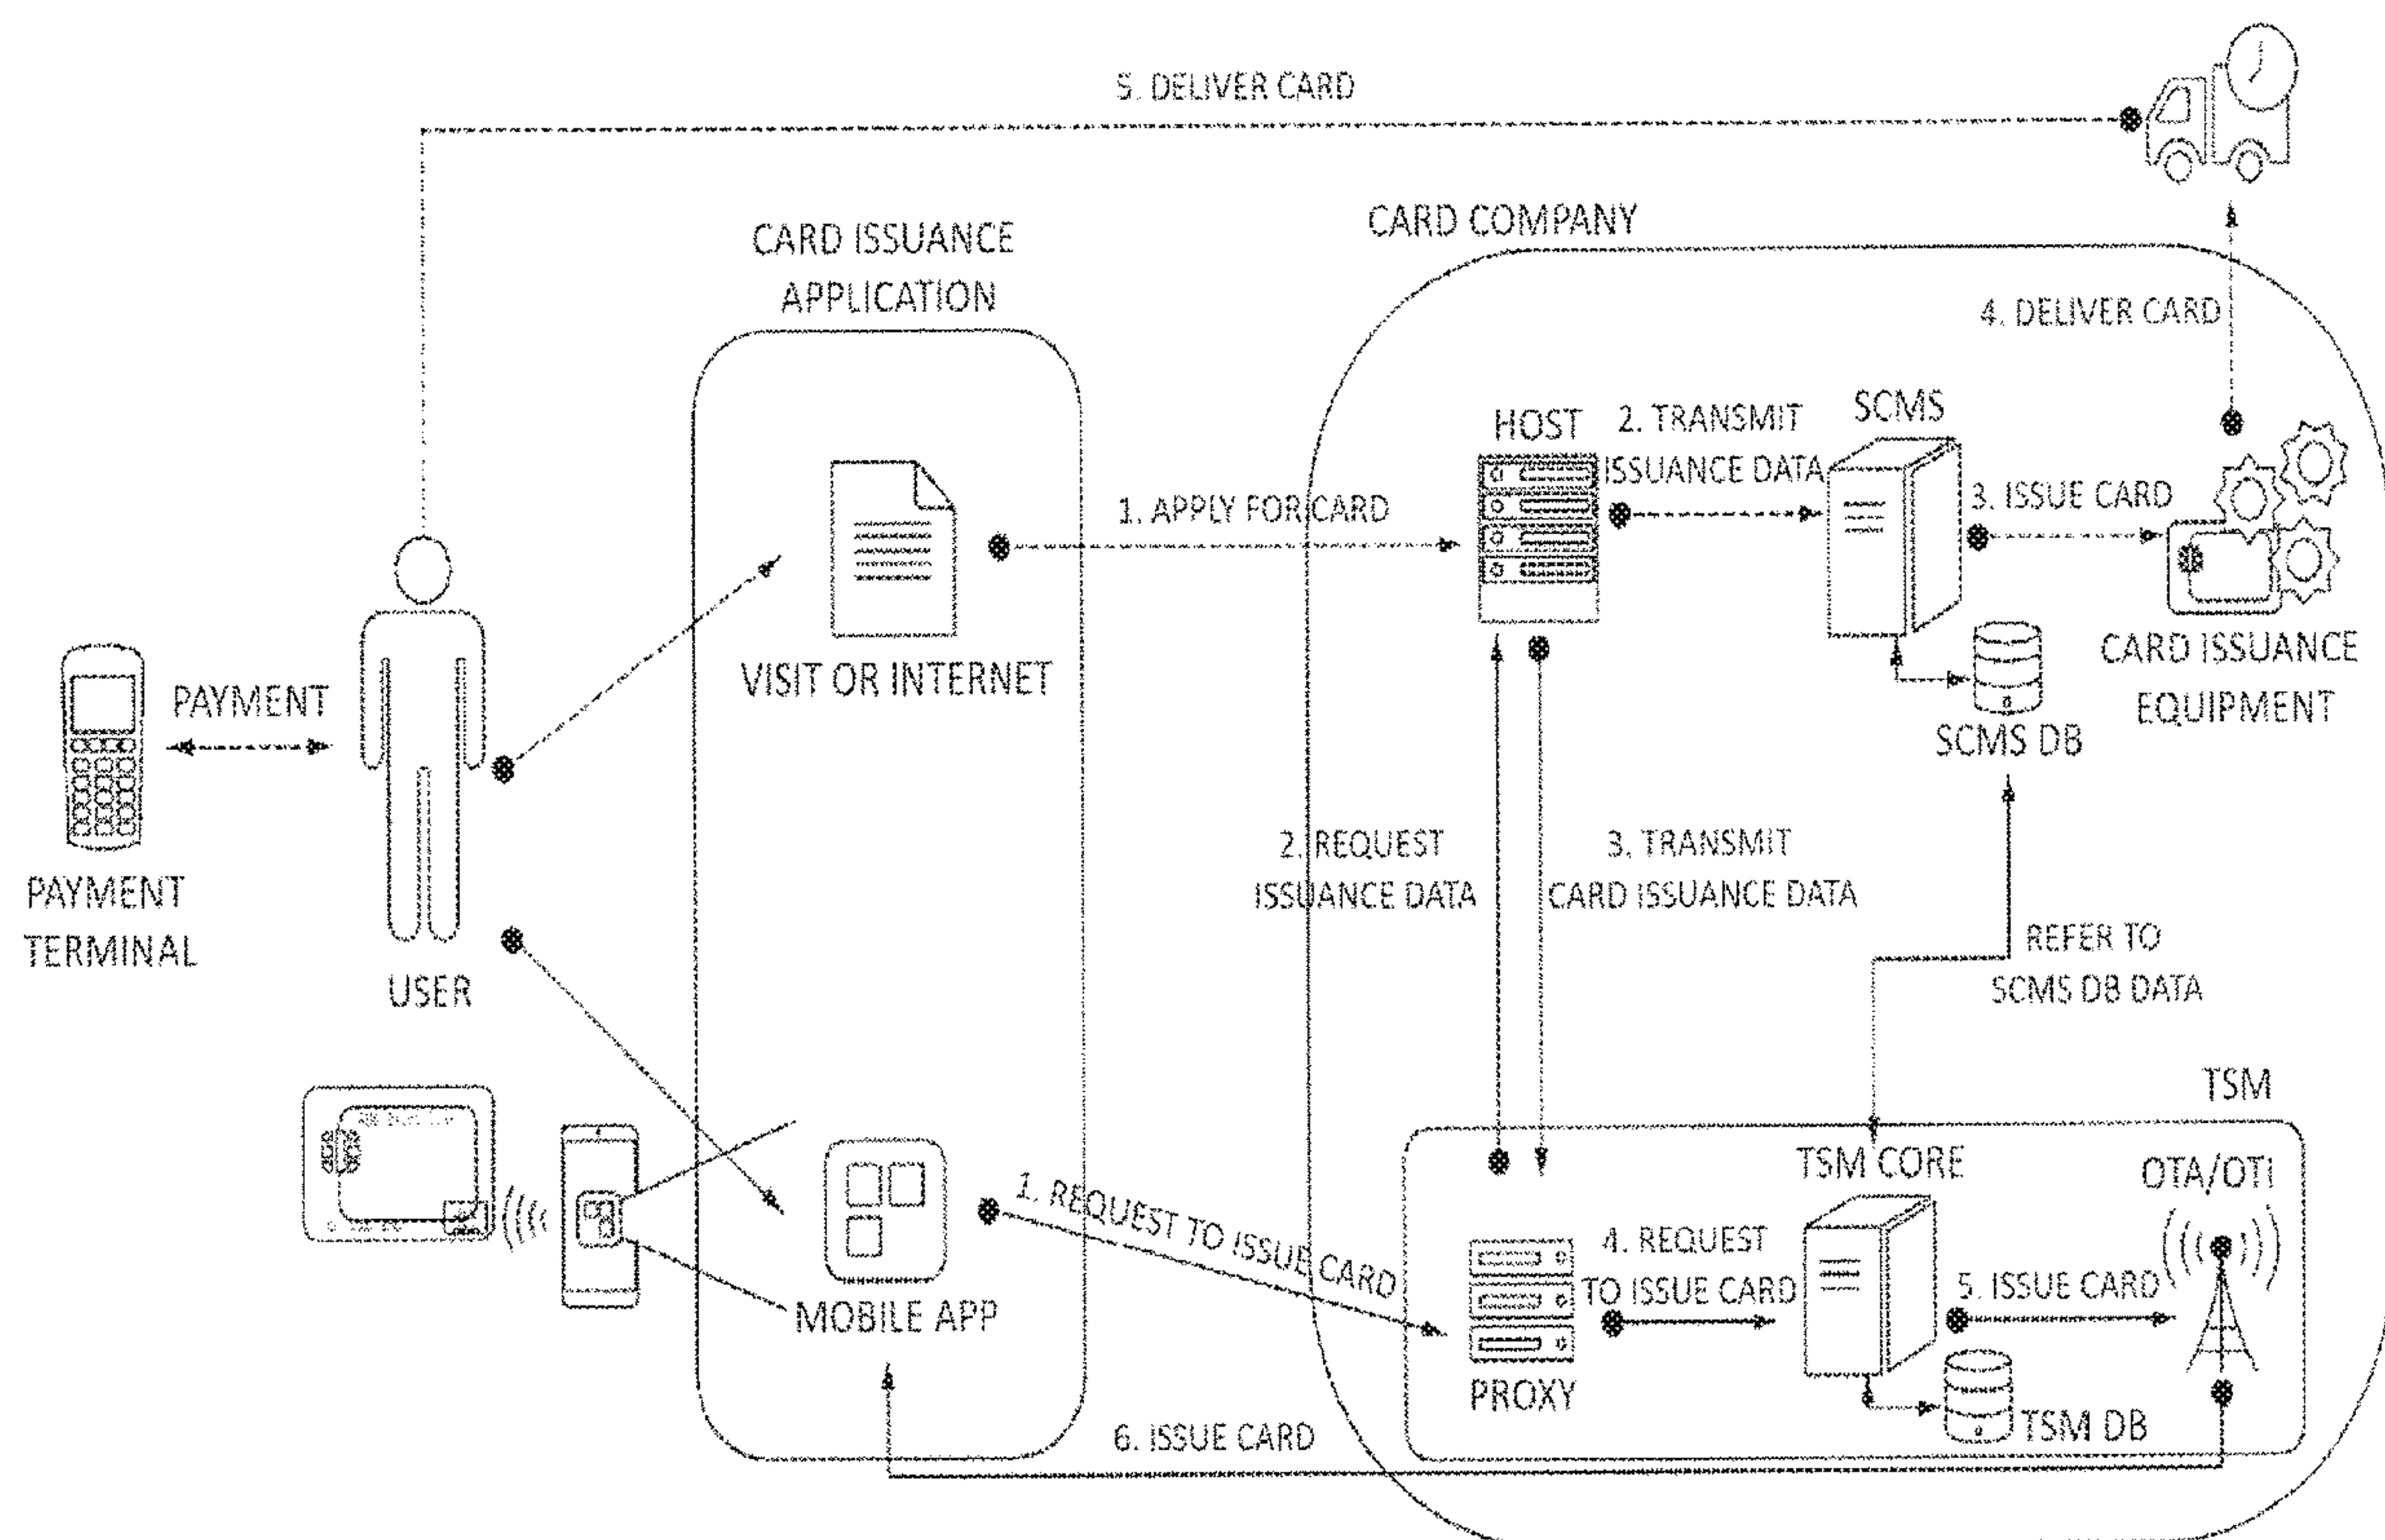 5. DELIVER CARD
CARD COMPANY
CARD ISSUANCE
APPLICATION
4. DELIVER CARD
HOST
2. TRANSMIT
ISSUANCE DATA
SCMS
1. APPLY FOR CARD
3. ISSUE CARD
VISIT OR INTERNET
CARD ISSUANCE
EQUIPMENT
SCMS DB
PAYMENT
PAYMENT
TERMINAL
USER
2. REQUEST
ISSUANCE DATA
3. TRANSMIT
CARD ISSUANCE DATA
REFER TO
SCMS DB DATA
TSM
TSM CORE
OTA/OTI
1. REQUEST TO ISSUE CARD
4. REQUEST
TO ISSUE CARD
5. ISSUE CARD
MOBILE APP
PROXY
TSM DB
6. ISSUE CARD